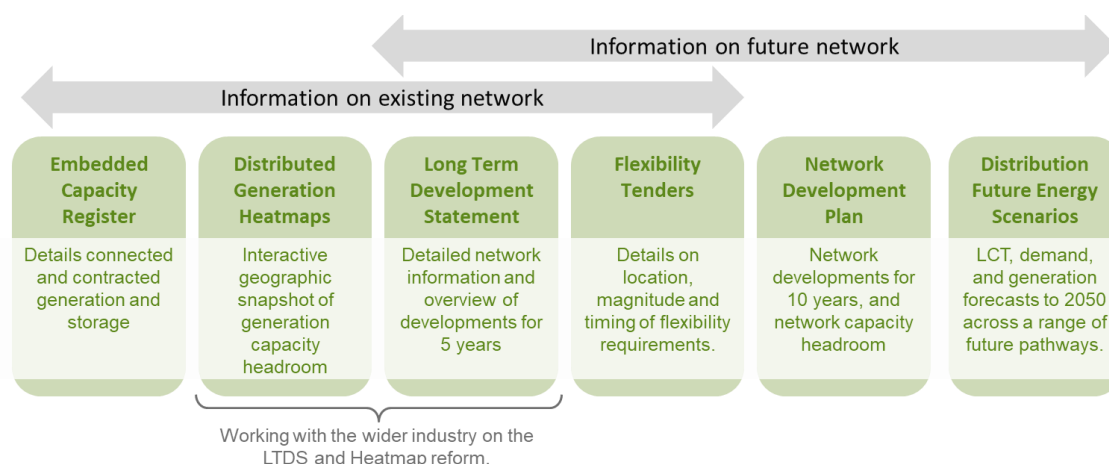 Information on future network
Information on existing network
Embedded
Capacity
Register
Details connected
and contracted
generation and
storage
Distributed
Generation
Heatmaps
Interactive
geographic
snapshot of
generation
capacity
headroom
Long Term
Development
Statement
Detailed network
information and
overview of
developments for
5 years
Flexibility
Tenders
Details on
location,
magnitude and
timing of flexibility
requirements.
Network
Development
Plan
Network
developments for
10 years, and
network capacity
headroom
Distribution
Future Energy
Scenarios
LCT, demand,
and generation
forecasts to 2050
across a range of
future pathways.
Working with the wider industry on the
LTDS and Heatmap reform.